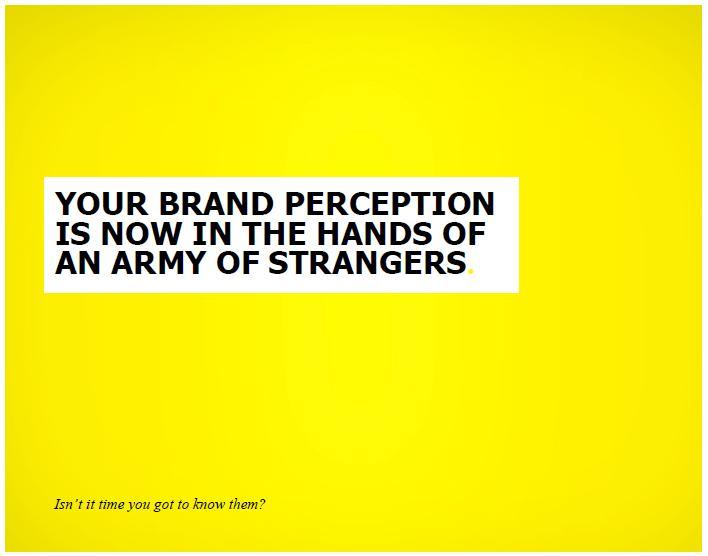 YOUR BRAND PERCEPTION
IS NOW IN THE HANDS OF
AN ARMY OF STRANGERS.
Isn't it time you got to know them?